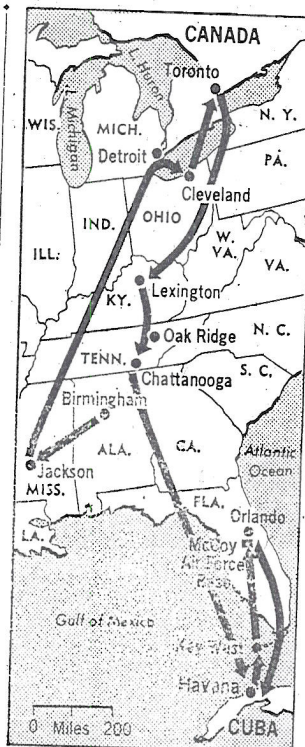 CANADA
Toronto
L. Huron
L. Michigan
WIS.
MICH.
N. Y.
Detroit
PA.
Cleveland
IND.
OHIO
ILL.
W.
VA.
VA.
Lexington
KY.
Oak Ridge
N. C.
TENN.
Chattanooga
S. C.
Birmingham
ALA.
GA.
Atlantic
Ocean
Jackson
MISS.
FLA.
LA.
Orlando
McCoy
Air Force
Base
Gulf of Mexico
Key West
Havana
0 Miles 200
CUBA